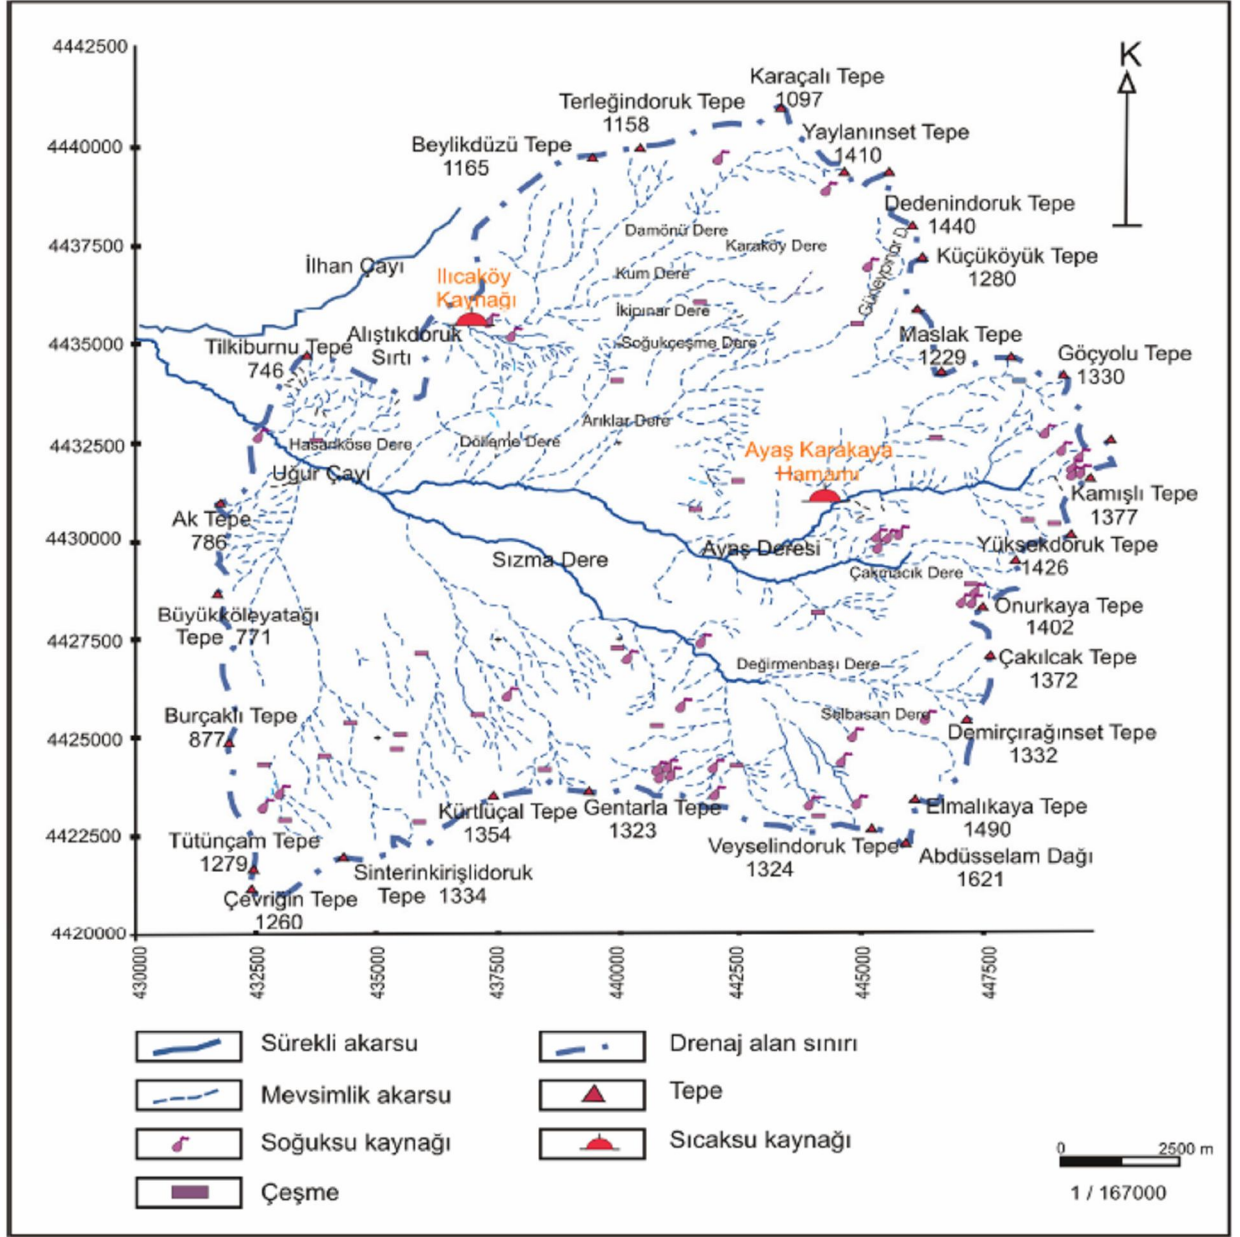 4442500
K
Karaçalı Tepe
1097
Terleğindoruk Tepe
1158
Yaylanınset Tepe
1410
Beylikdüzü Tepe
1165
4440000
Dedenindoruk Tepe
1440
Damönü Dere
Karaköy Dere
4437500
Küçüköyük Tepe
1280
İlhan Çayı
Ilıcaköy
Kaynağı
Kum Dere
İkipınar Dere
Maslak Tepe
1229
4435000
Tilkiburnu Tepe
746
Alıştıkdoruk
Sırtı
Soğukçeşme Dere
Göçyolu Tepe
1330
Arıklar Dere
4432500
Hasanköse Dere
Dölleme Dere
Ayaş Karakaya
Hamamı
Uğur Çayı
Kamışlı Tepe
1377
Ak Tepe
786
4430000
Sızma Dere
Ayaş Deresi
Yüksekdoruk Tepe
1426
Çakmacık Dere
Büyükköleyatağı
Tepe 771
Onurkaya Tepe
1402
4427500
Değirmenbaşı Dere
Çakılcak Tepe
1372
Burçaklı Tepe
877
4425000
Selbasan Dere
Demirçırağınset Tepe
1332
Kürtlüçal Tepe
1354
Gentarla Tepe
1323
Elmalıkaya Tepe
1490
4422500
Tütünçam Tepe
1279
Veyselindoruk Tepe
1324
Abdüsselam Dağı
1621
Sinterinkirişlidoruk
Tepe 1334
Çevriğin Tepe
1260
4420000
430000
432500
435000
437500
440000
442500
445000
447500
Sürekli akarsu
Drenaj alan sınırı
Mevsimlik akarsu
Tepe
Soğuksu kaynağı
Sıcaksu kaynağı
Çeşme
0 2500 m
1 / 167000